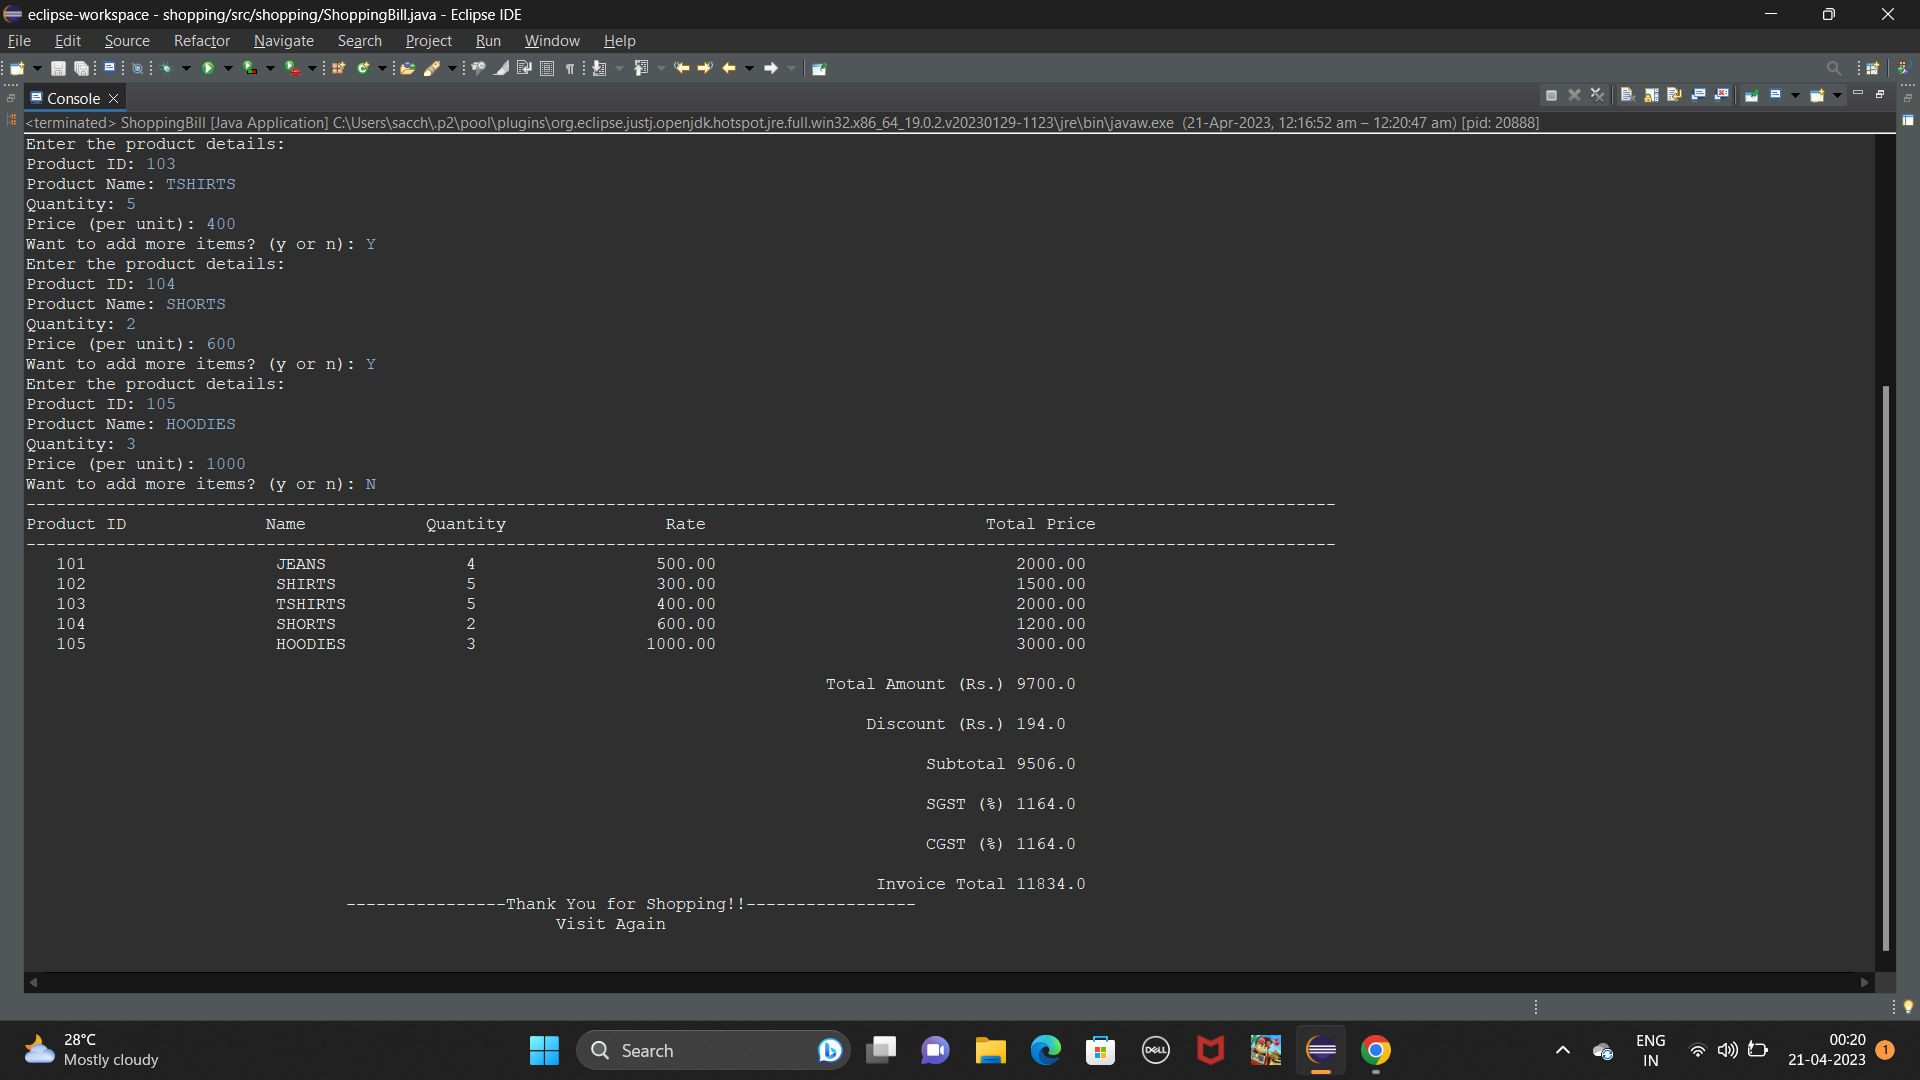 eclipse-workspace - shopping/src/shopping/ShoppingBill.java - Eclipse IDE
File Edit Source Refactor Navigate Search Project Run Window Help
Console
<terminated> ShoppingBill [Java Application] C:\Users\sacch\.p2\pool\plugins\org.eclipse.justj.openjdk.hotspot.jre.full.win32.x86_64_19.0.2.v20230129-1123\jre\bin\javaw.exe (21-Apr-2023, 12:16:52 am – 12:20:47 am) [pid: 20888]
Enter the product details:
Product ID: 103
Product Name: TSHIRTS
Quantity: 5
Price (per unit): 400
Want to add more items? (y or n): Y
Enter the product details:
Product ID: 104
Product Name: SHORTS
Quantity: 2
Price (per unit): 600
Want to add more items? (y or n): Y
Enter the product details:
Product ID: 105
Product Name: HOODIES
Quantity: 3
Price (per unit): 1000
Want to add more items? (y or n): N
-----------------------------------------------------------------------------------------------------------------------------------
Product ID Name Quantity Rate Total Price
-----------------------------------------------------------------------------------------------------------------------------------
101 JEANS 4 500.00 2000.00
102 SHIRTS 5 300.00 1500.00
103 TSHIRTS 5 400.00 2000.00
104 SHORTS 2 600.00 1200.00
105 HOODIES 3 1000.00 3000.00
Total Amount (Rs.) 9700.0
Discount (Rs.) 194.0
Subtotal 9506.0
SGST (%) 1164.0
CGST (%) 1164.0
Invoice Total 11834.0
----------------Thank You for Shopping!!-----------------
Visit Again
28°C
Mostly cloudy
Search
DELL
ENG
IN
00:20
21-04-2023
1